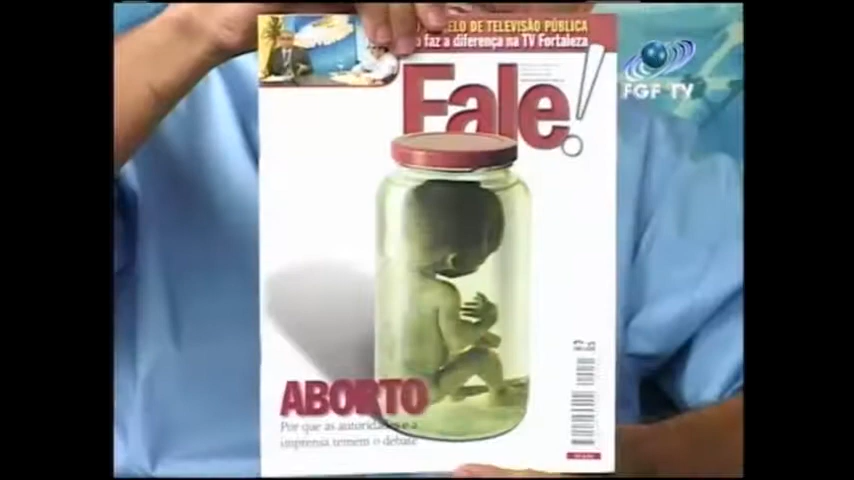 ELO DE TELEVISÃO PÚBLICA
faz a diferença na TV Fortaleza
Fale!
FGF TV
ABORTO
Por que as autoridades e a
imprensa temem o debate